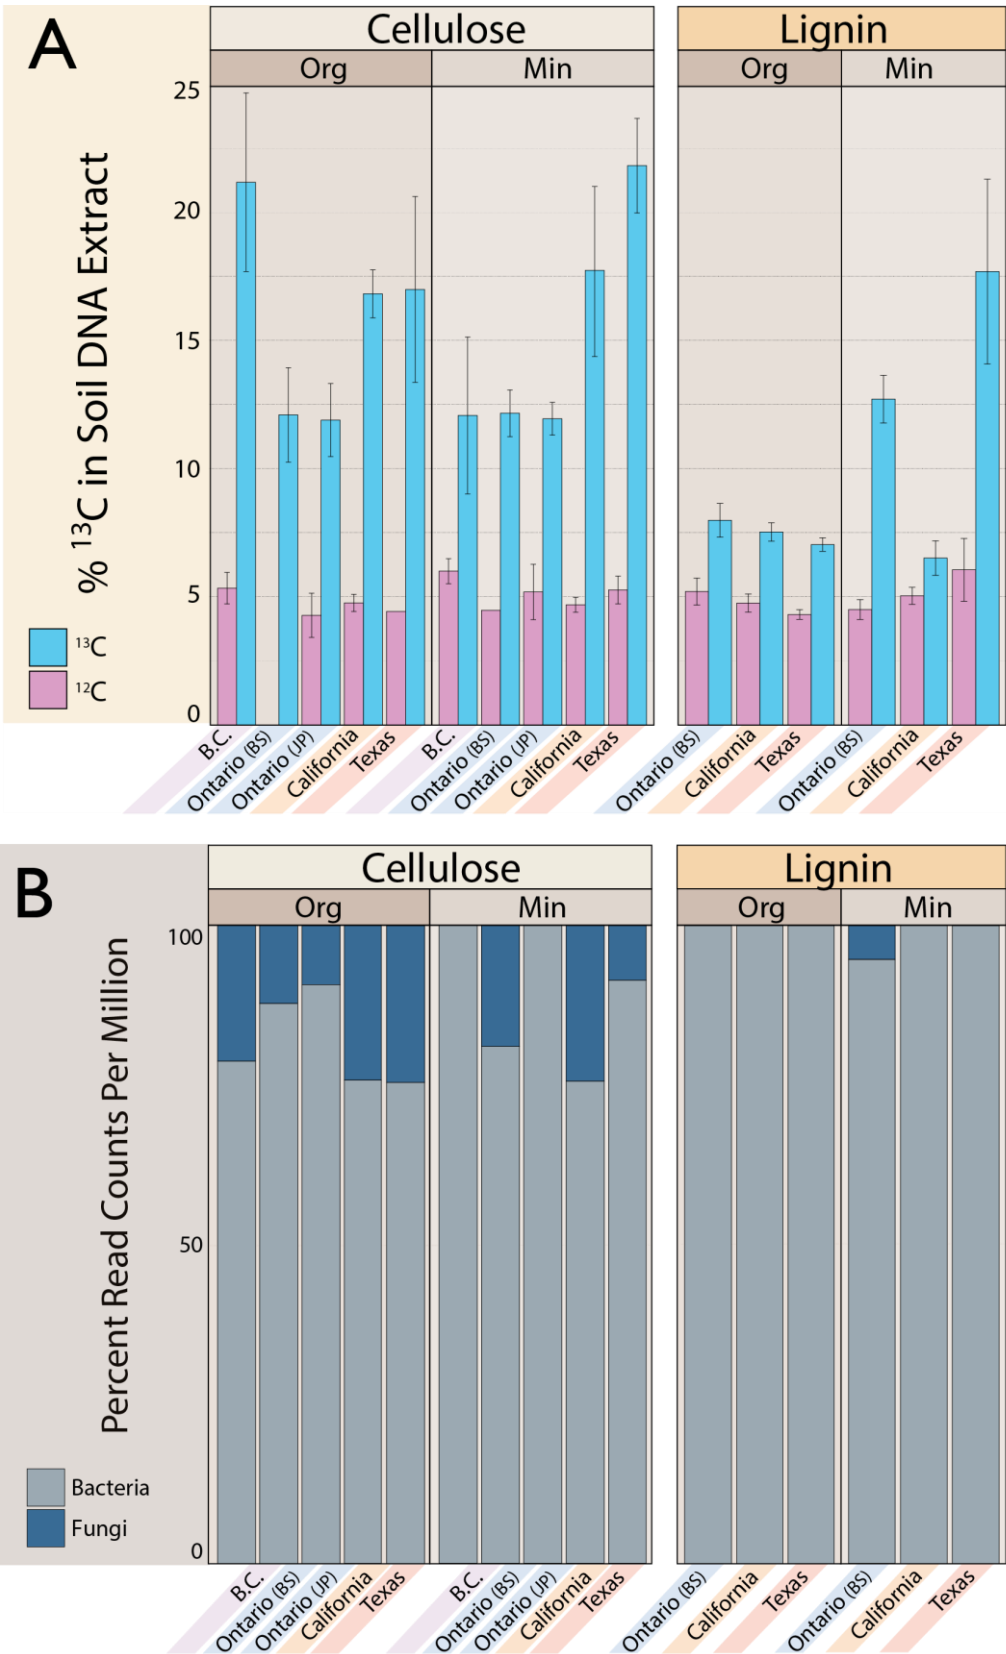 A
Cellulose
Lignin
Org
Min
Org
Min
% ¹³C in Soil DNA Extract
25
20
15
10
5
0
¹³C
¹²C
B.C.
Ontario (BS)
Ontario (JP)
California
Texas
B.C.
Ontario (BS)
Ontario (JP)
California
Texas
Ontario (BS)
California
Texas
Ontario (BS)
California
Texas
B
Cellulose
Lignin
Org
Min
Org
Min
Percent Read Counts Per Million
100
50
0
Bacteria
Fungi
B.C.
Ontario (BS)
Ontario (JP)
California
Texas
B.C.
Ontario (BS)
Ontario (JP)
California
Texas
Ontario (BS)
California
Texas
Ontario (BS)
California
Texas